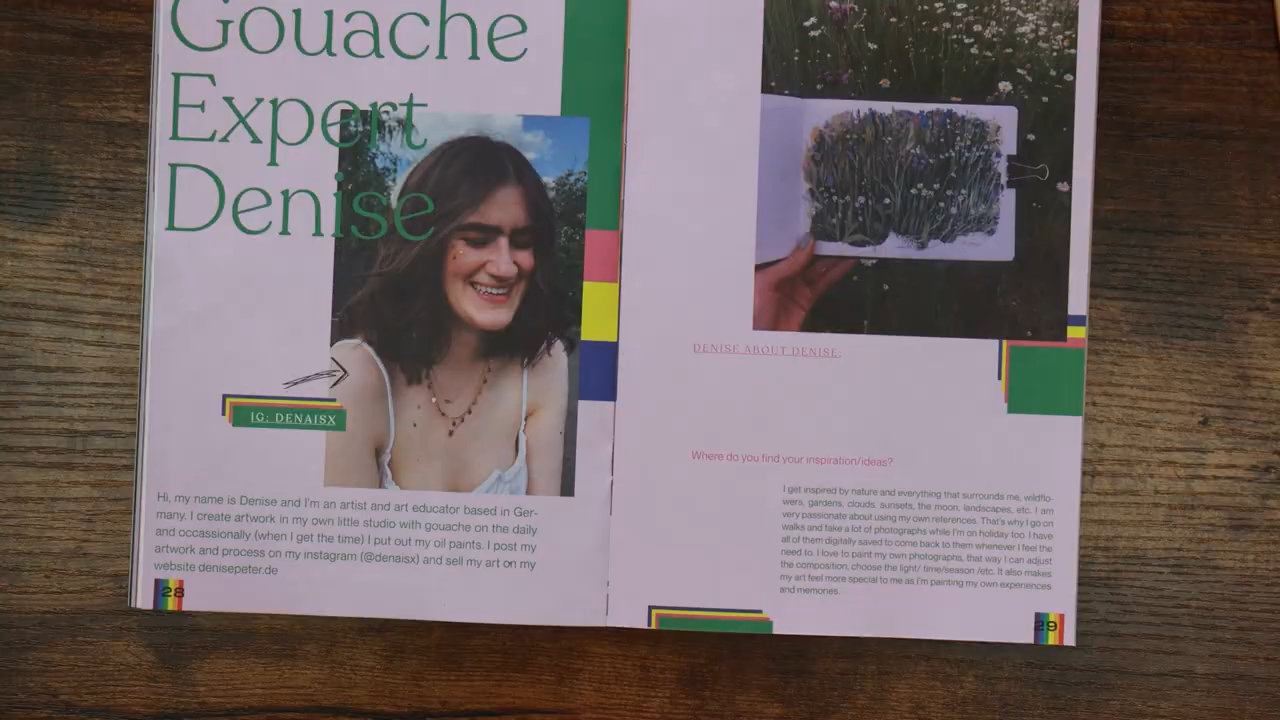 Gouache
Expert
Denise
IG: DENAISX
Hi, my name is Denise and I'm an artist and art educator based in Ger-
many. I create artwork in my own little studio with gouache on the daily
and occassionally (when I get the time) I put out my oil paints. I post my
artwork and process on my instagram (@denaisx) and sell my art on my
website denisepeter.de
28
DENISE ABOUT DENISE:
Where do you find your inspiration/ideas?
I get inspired by nature and everything that surrounds me, wildflo-
wers, gardens, clouds, sunsets, the moon, landscapes, etc. I am
very passionate about using my own references. That's why I go on
walks and take a lot of photographs while I'm on holiday too. I have
all of them digitally saved to come back to them whenever I feel the
need to. I love to paint my own photographs, that way I can adjust
the composition, choose the light/ time/season /etc. It also makes
my art feel more special to me as I'm painting my own experiences
and memories.
29